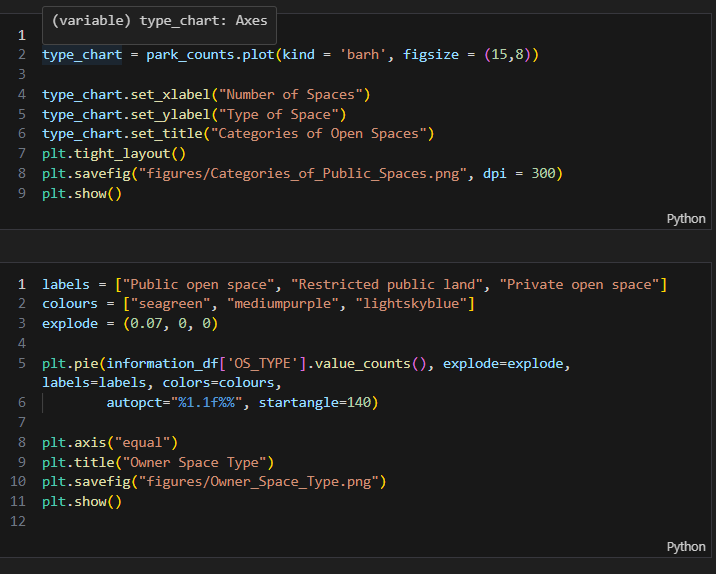 (variable) type_chart: Axes
1
2 type_chart = park_counts.plot(kind = 'barh', figsize = (15,8))
3
4 type_chart.set_xlabel("Number of Spaces")
5 type_chart.set_ylabel("Type of Space")
6 type_chart.set_title("Categories of Open Spaces")
7 plt.tight_layout()
8 plt.savefig("figures/Categories_of_Public_Spaces.png", dpi = 300)
9 plt.show()
Python
1 labels = ["Public open space", "Restricted public land", "Private open space"]
2 colours = ["seagreen", "mediumpurple", "lightskyblue"]
3 explode = (0.07, 0, 0)
4
5 plt.pie(information_df['OS_TYPE'].value_counts(), explode=explode,
labels=labels, colors=colours,
6         autopct="%1.1f%%", startangle=140)
7
8 plt.axis("equal")
9 plt.title("Owner Space Type")
10 plt.savefig("figures/Owner_Space_Type.png")
11 plt.show()
12
Python